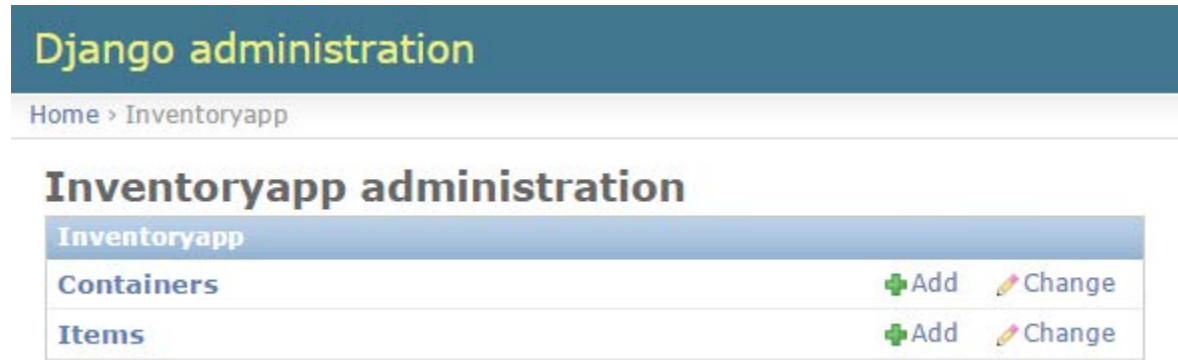 Django administration
Home › Inventoryapp
Inventoryapp administration
Inventoryapp
Containers Add Change
Items Add Change